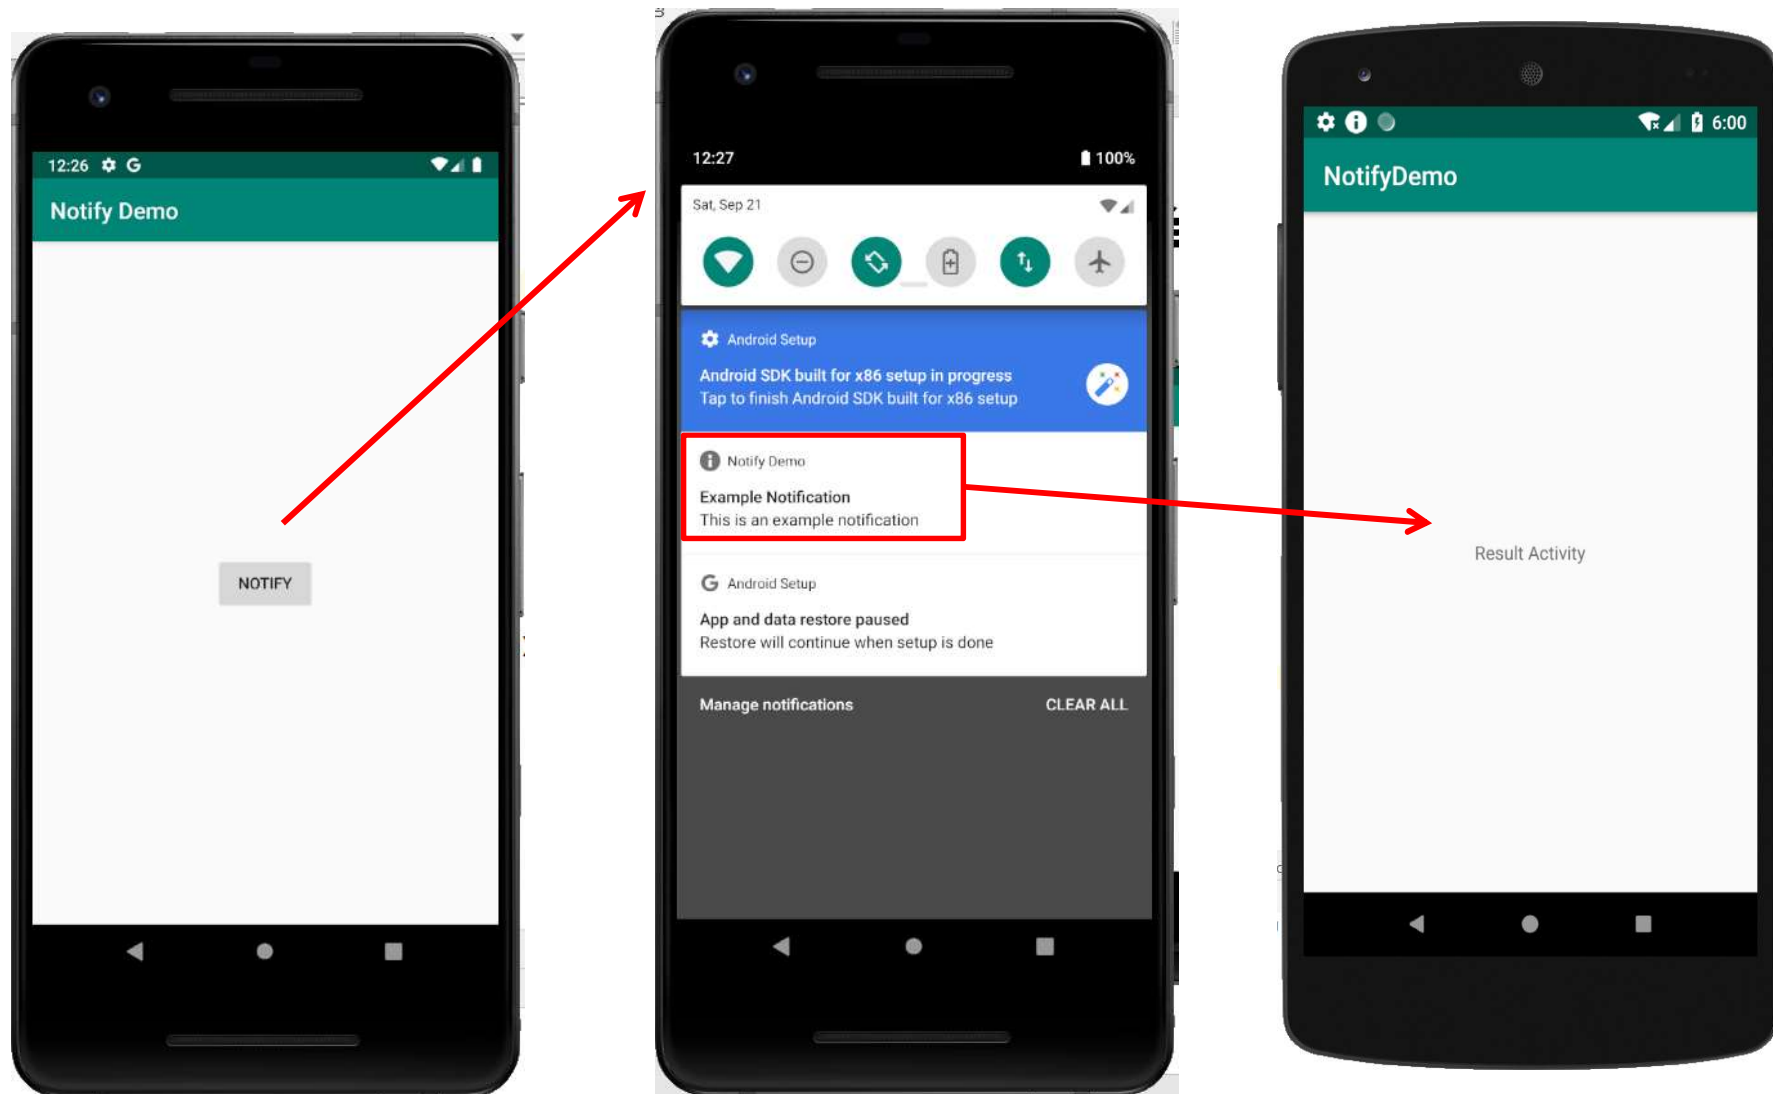 12:26
Notify Demo
NOTIFY
12:27
100%
Sat, Sep 21
Android Setup
Android SDK built for x86 setup in progress
Tap to finish Android SDK built for x86 setup
Notify Demo
Example Notification
This is an example notification
Android Setup
App and data restore paused
Restore will continue when setup is done
Manage notifications
CLEAR ALL
6:00
NotifyDemo
Result Activity